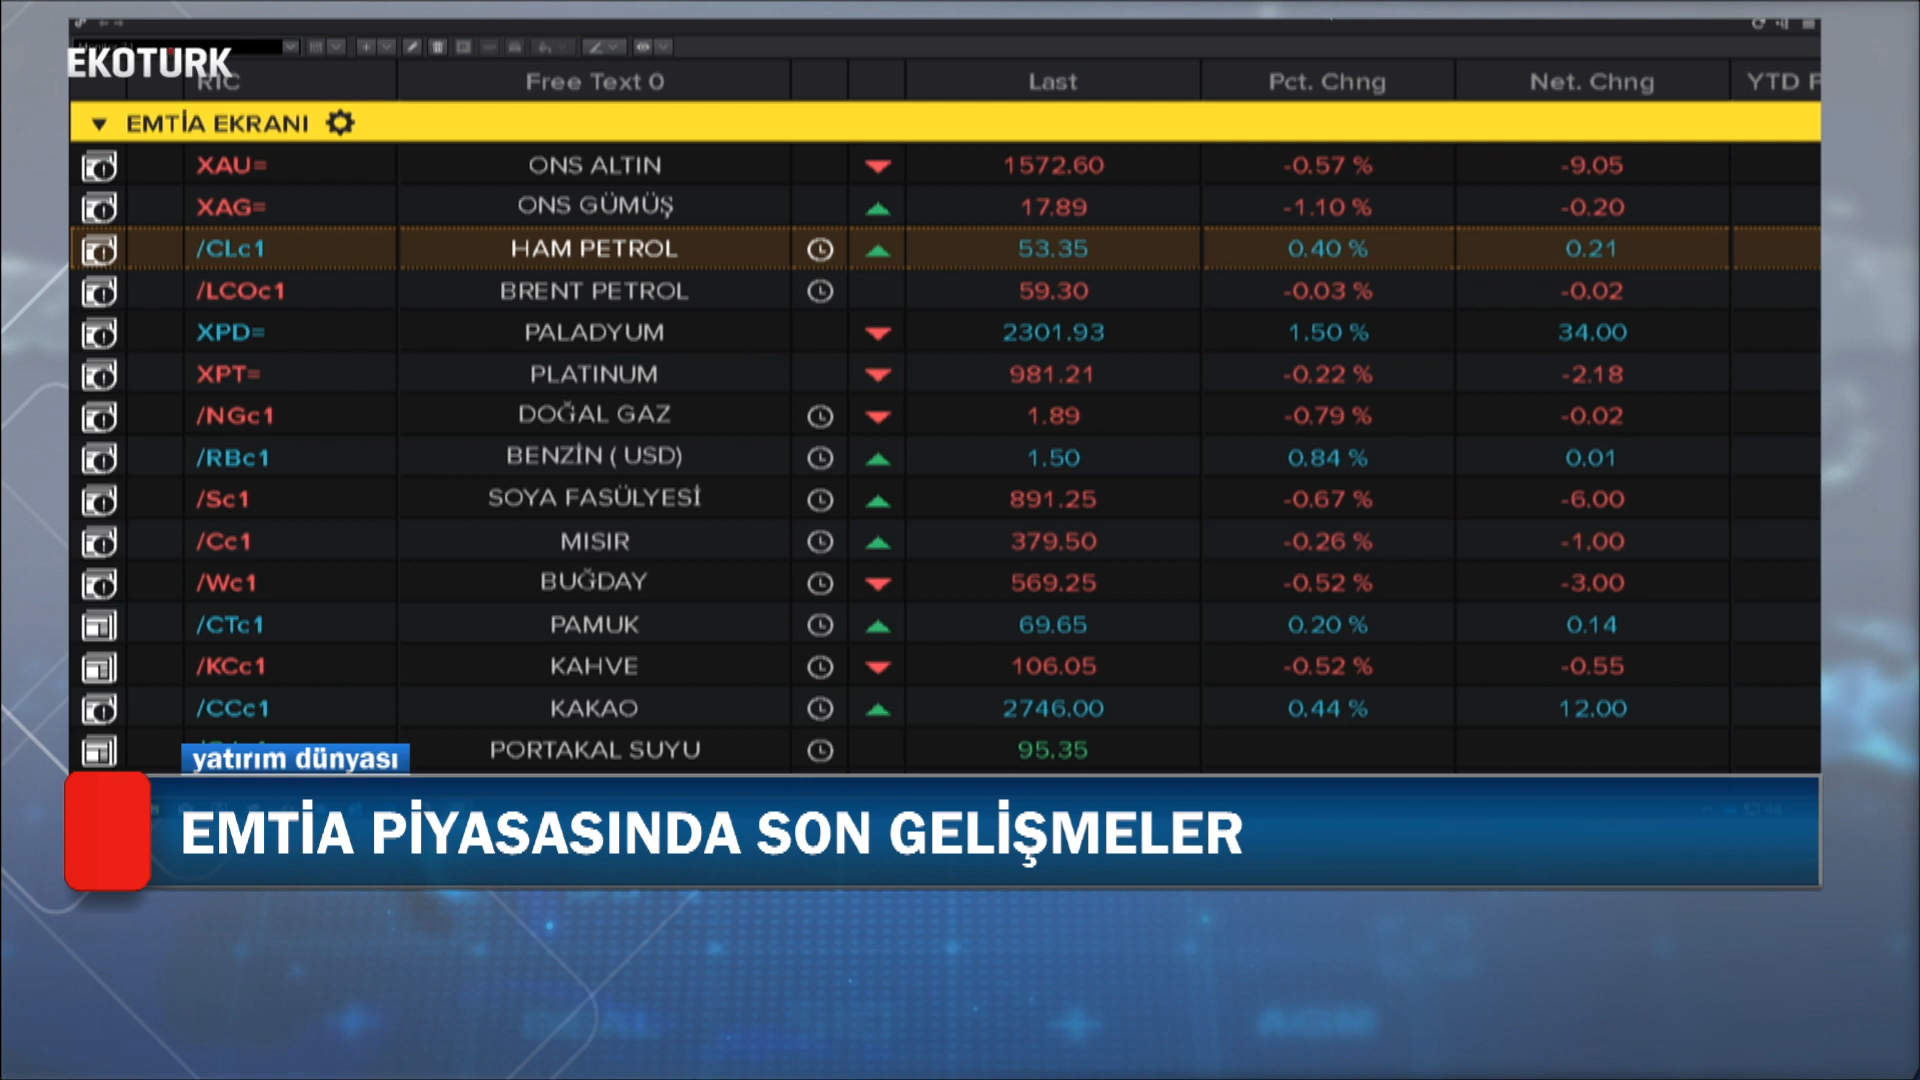 EKOTÜRK
RIC Free Text 0 Last Pct. Chng Net. Chng YTD
EMTİA EKRANI
XAU= ONS ALTIN 1572.60 -0.57 % -9.05
XAG= ONS GÜMÜŞ 17.89 -1.10 % -0.20
/CLc1 HAM PETROL 53.35 0.40 % 0.21
/LCOc1 BRENT PETROL 59.30 -0.03 % -0.02
XPD= PALADYUM 2301.93 1.50 % 34.00
XPT= PLATINUM 981.21 -0.22 % -2.18
/NGc1 DOĞAL GAZ 1.89 -0.79 % -0.02
/RBc1 BENZİN ( USD) 1.50 0.84 % 0.01
/Sc1 SOYA FASÜLYESİ 891.25 -0.67 % -6.00
/Cc1 MISIR 379.50 -0.26 % -1.00
/Wc1 BUĞDAY 569.25 -0.52 % -3.00
/CTc1 PAMUK 69.65 0.20 % 0.14
/KCc1 KAHVE 106.05 -0.52 % -0.55
/CCc1 KAKAO 2746.00 0.44 % 12.00
PORTAKAL SUYU 95.35
yatırım dünyası
EMTİA PİYASASINDA SON GELİŞMELER